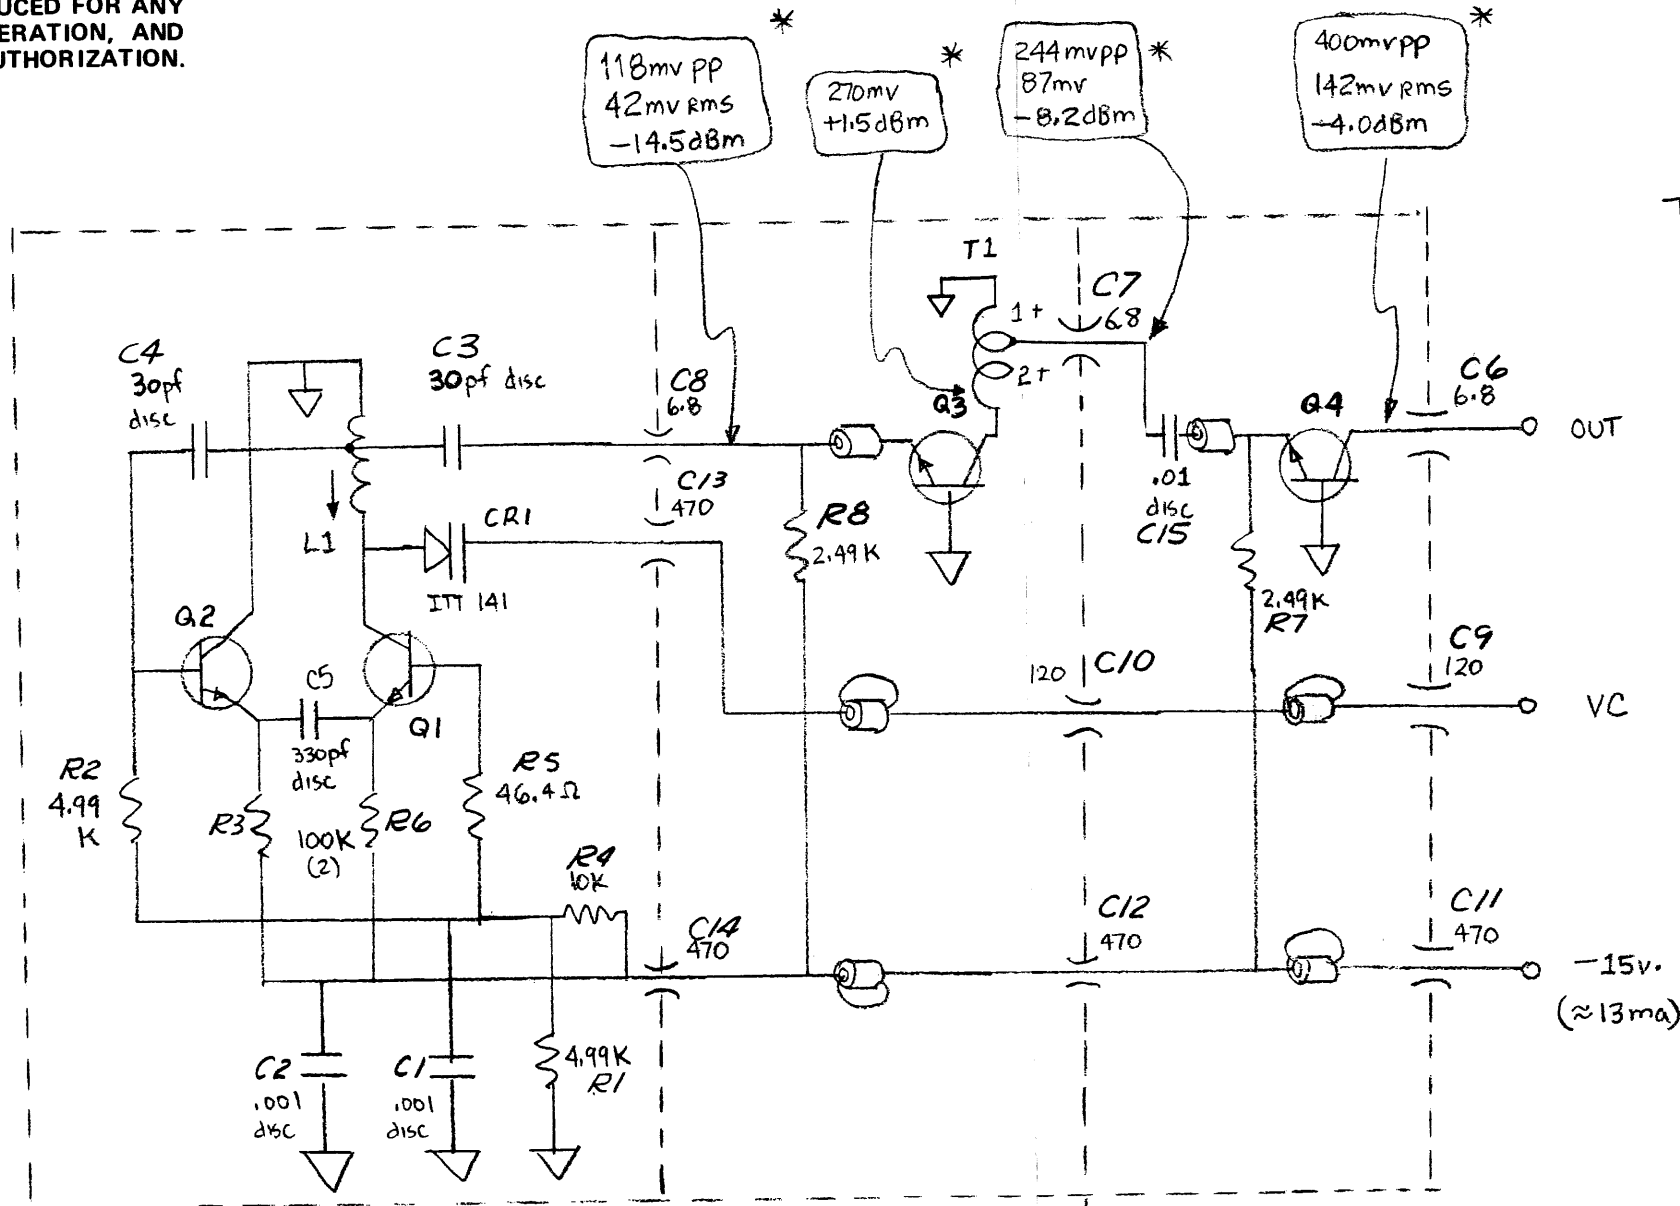 UCED FOR ANY
ERATION, AND
UTHORIZATION.
*
118mv pp
42mv RMS
-14.5dBm
*
270mv
+1.5dBm
*
244mvpp
87mv
-8.2dBm
*
400mvpp
142mv RMS
-4.0dBm
T1
1+
2+
C7
6.8
C4
30pf
disc
C3
30pf disc
C8
6.8
Q3
Q4
C6
6.8
OUT
C13
470
.01
disc
C15
L1
CR1
ITT 141
R8
2.49K
2.49K
R7
Q2
C5
330pf
disc
Q1
120
C10
C9
120
VC
R2
4.99
K
R3
100K
(2)
R6
R5
46.4Ω
R4
10K
C14
470
C12
470
C11
470
-15v.
(≈13ma)
C2
.001
disc
C1
.001
disc
4.99K
R1